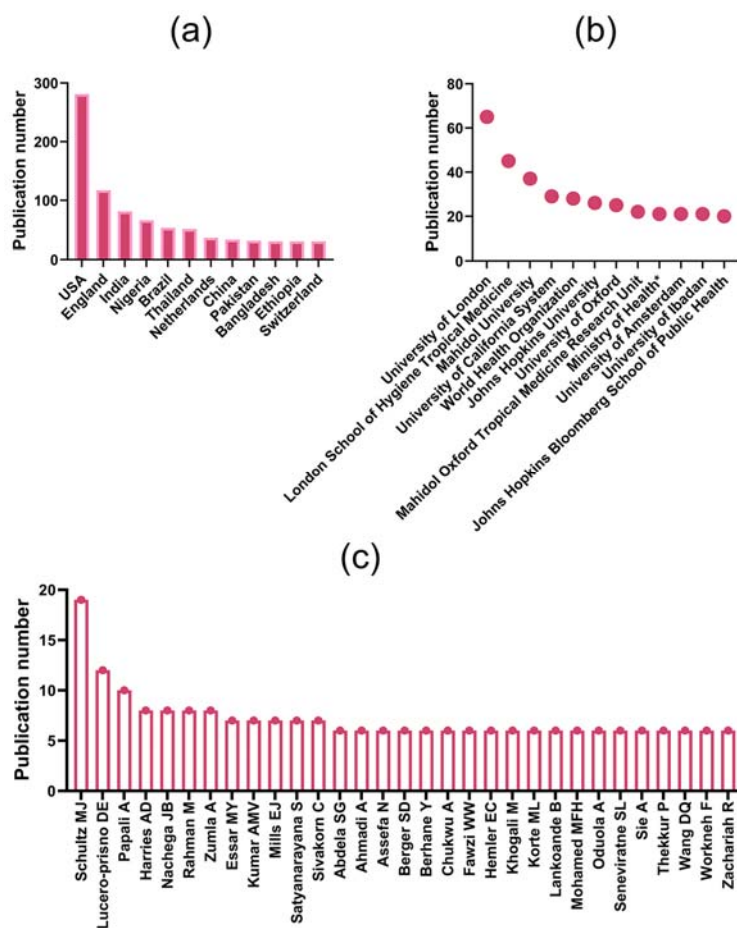 (a)
Publication number
300
200
100
0
USA
England
India
Nigeria
Brazil
Thailand
Netherlands
China
Pakistan
Bangladesh
Ethiopia
Switzerland
(b)
Publication number
80
60
40
20
0
University of London
London School of Hygiene Tropical Medicine
Mahidol University
University of California System
World Health Organization
Johns Hopkins University
University of Oxford
Mahidol Oxford Tropical Medicine Research Unit
Ministry of Health*
University of Amsterdam
University of Ibadan
Johns Hopkins Bloomberg School of Public Health
(c)
Publication number
20
15
10
5
0
Schultz MJ
Lucero-prisno DE
Papali A
Harries AD
Nachega JB
Rahman M
Zumla A
Essar MY
Kumar AMV
Mills EJ
Satyanarayana S
Sivakorn C
Abdela SG
Ahmadi A
Assefa N
Berger SD
Berhane Y
Chukwu A
Fawzi WW
Hemler EC
Khogali M
Korte ML
Lankoande B
Mohamed MFH
Oduola A
Seneviratne SL
Sie A
Thekkur P
Wang DQ
Workneh F
Zachariah R